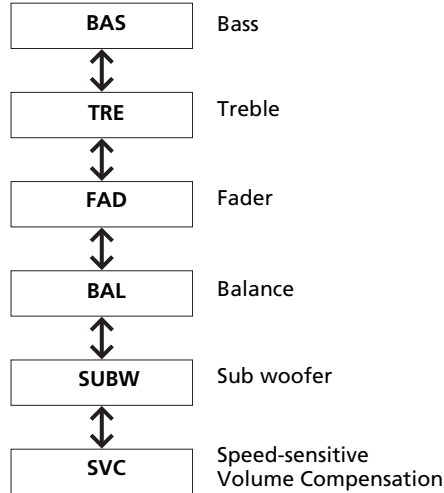 BAS Bass
TRE Treble
FAD Fader
BAL Balance
SUBW Sub woofer
SVC Speed-sensitive
Volume Compensation